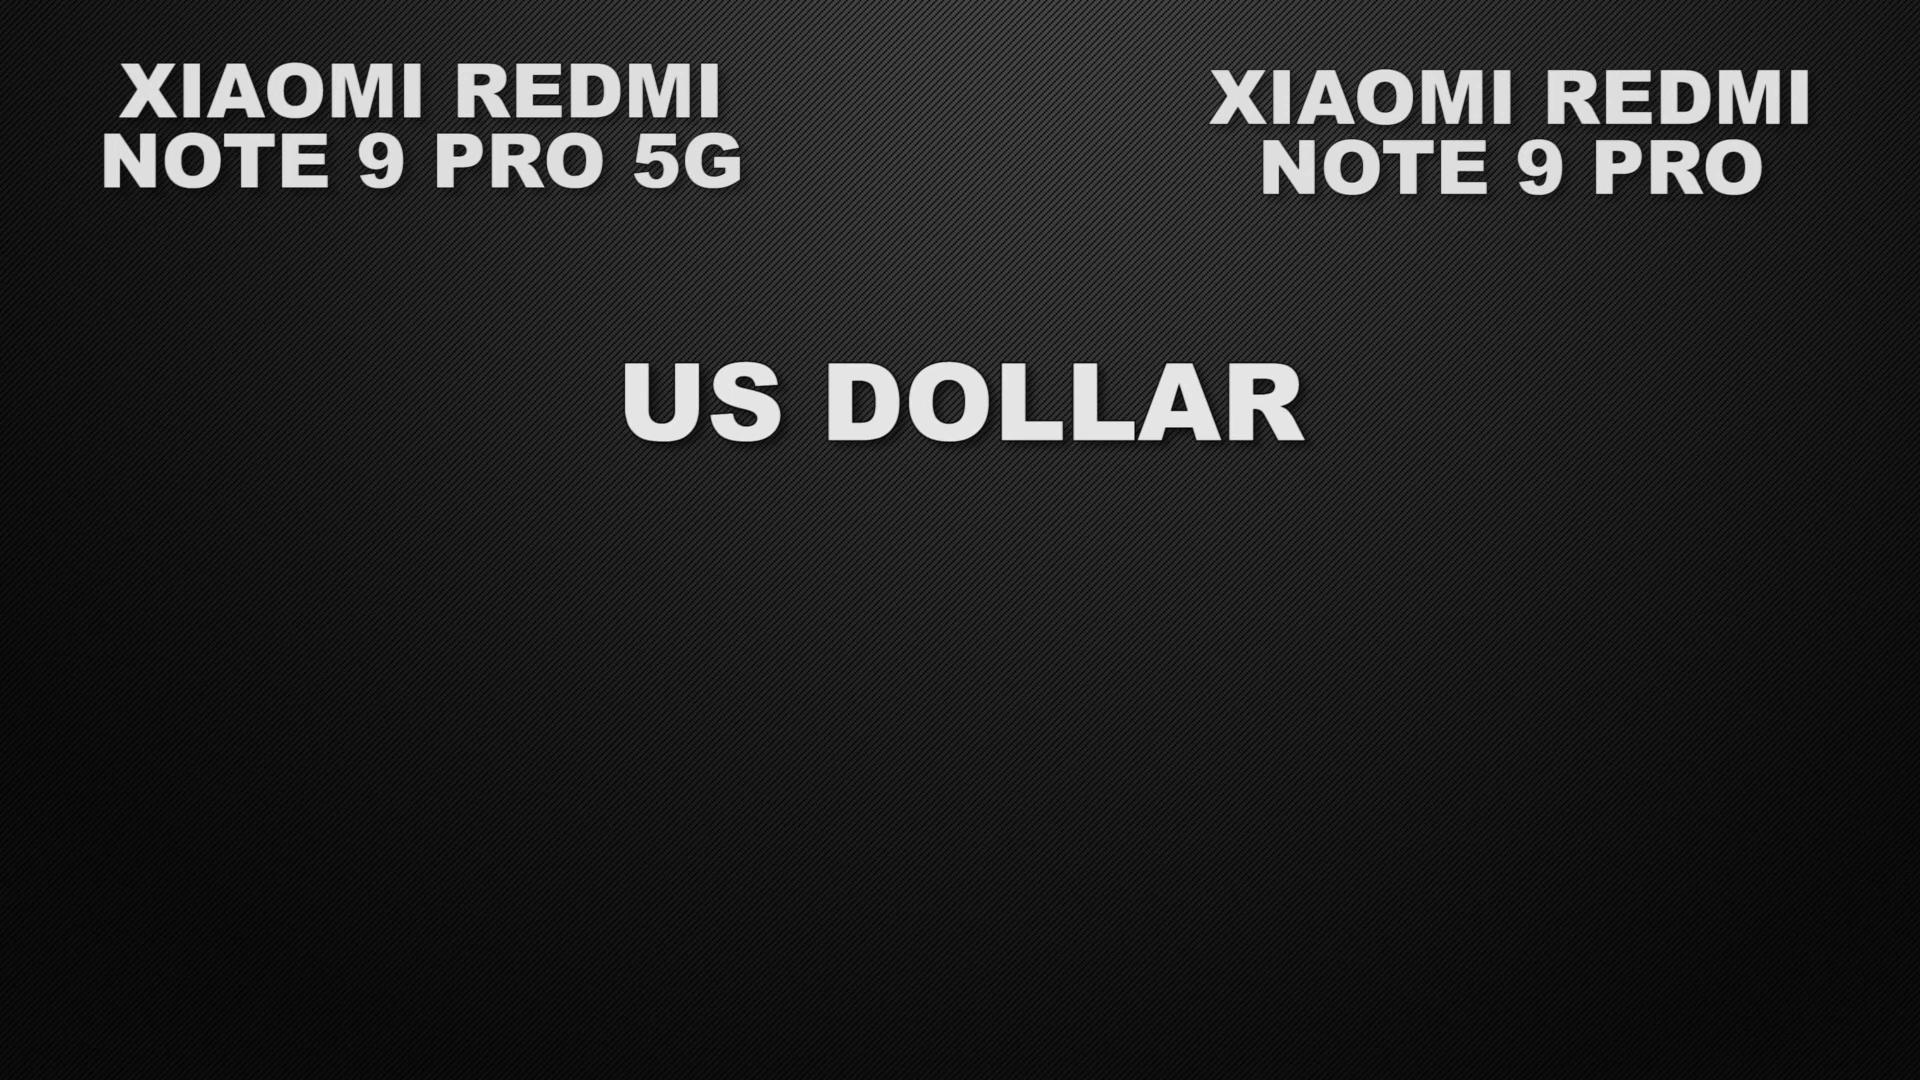 XIAOMI REDMI
NOTE 9 PRO 5G
XIAOMI REDMI
NOTE 9 PRO
US DOLLAR